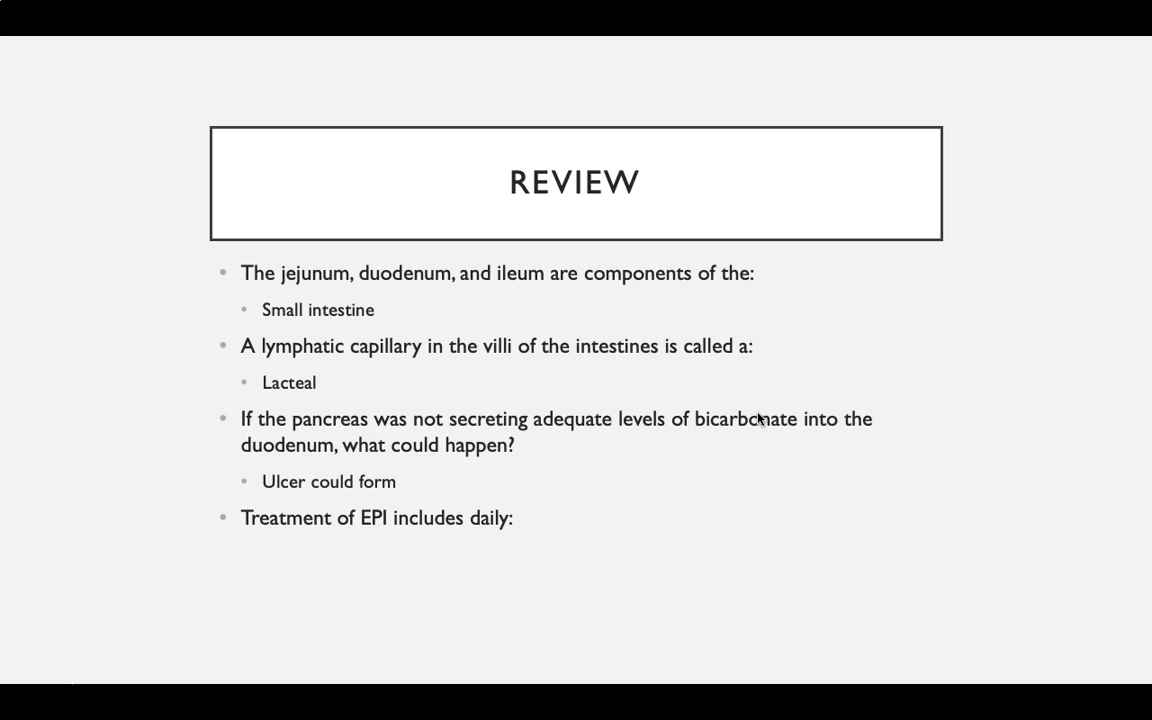 REVIEW
The jejunum, duodenum, and ileum are components of the:
Small intestine
A lymphatic capillary in the villi of the intestines is called a:
Lacteal
If the pancreas was not secreting adequate levels of bicarbonate into the
duodenum, what could happen?
Ulcer could form
Treatment of EPI includes daily: